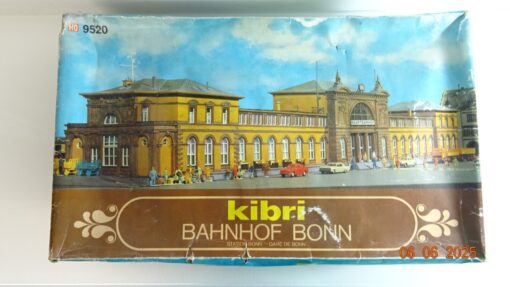 HO 9520
kibri
BAHNHOF BONN
STATION BONN - GARE DE BONN
06 06 2025